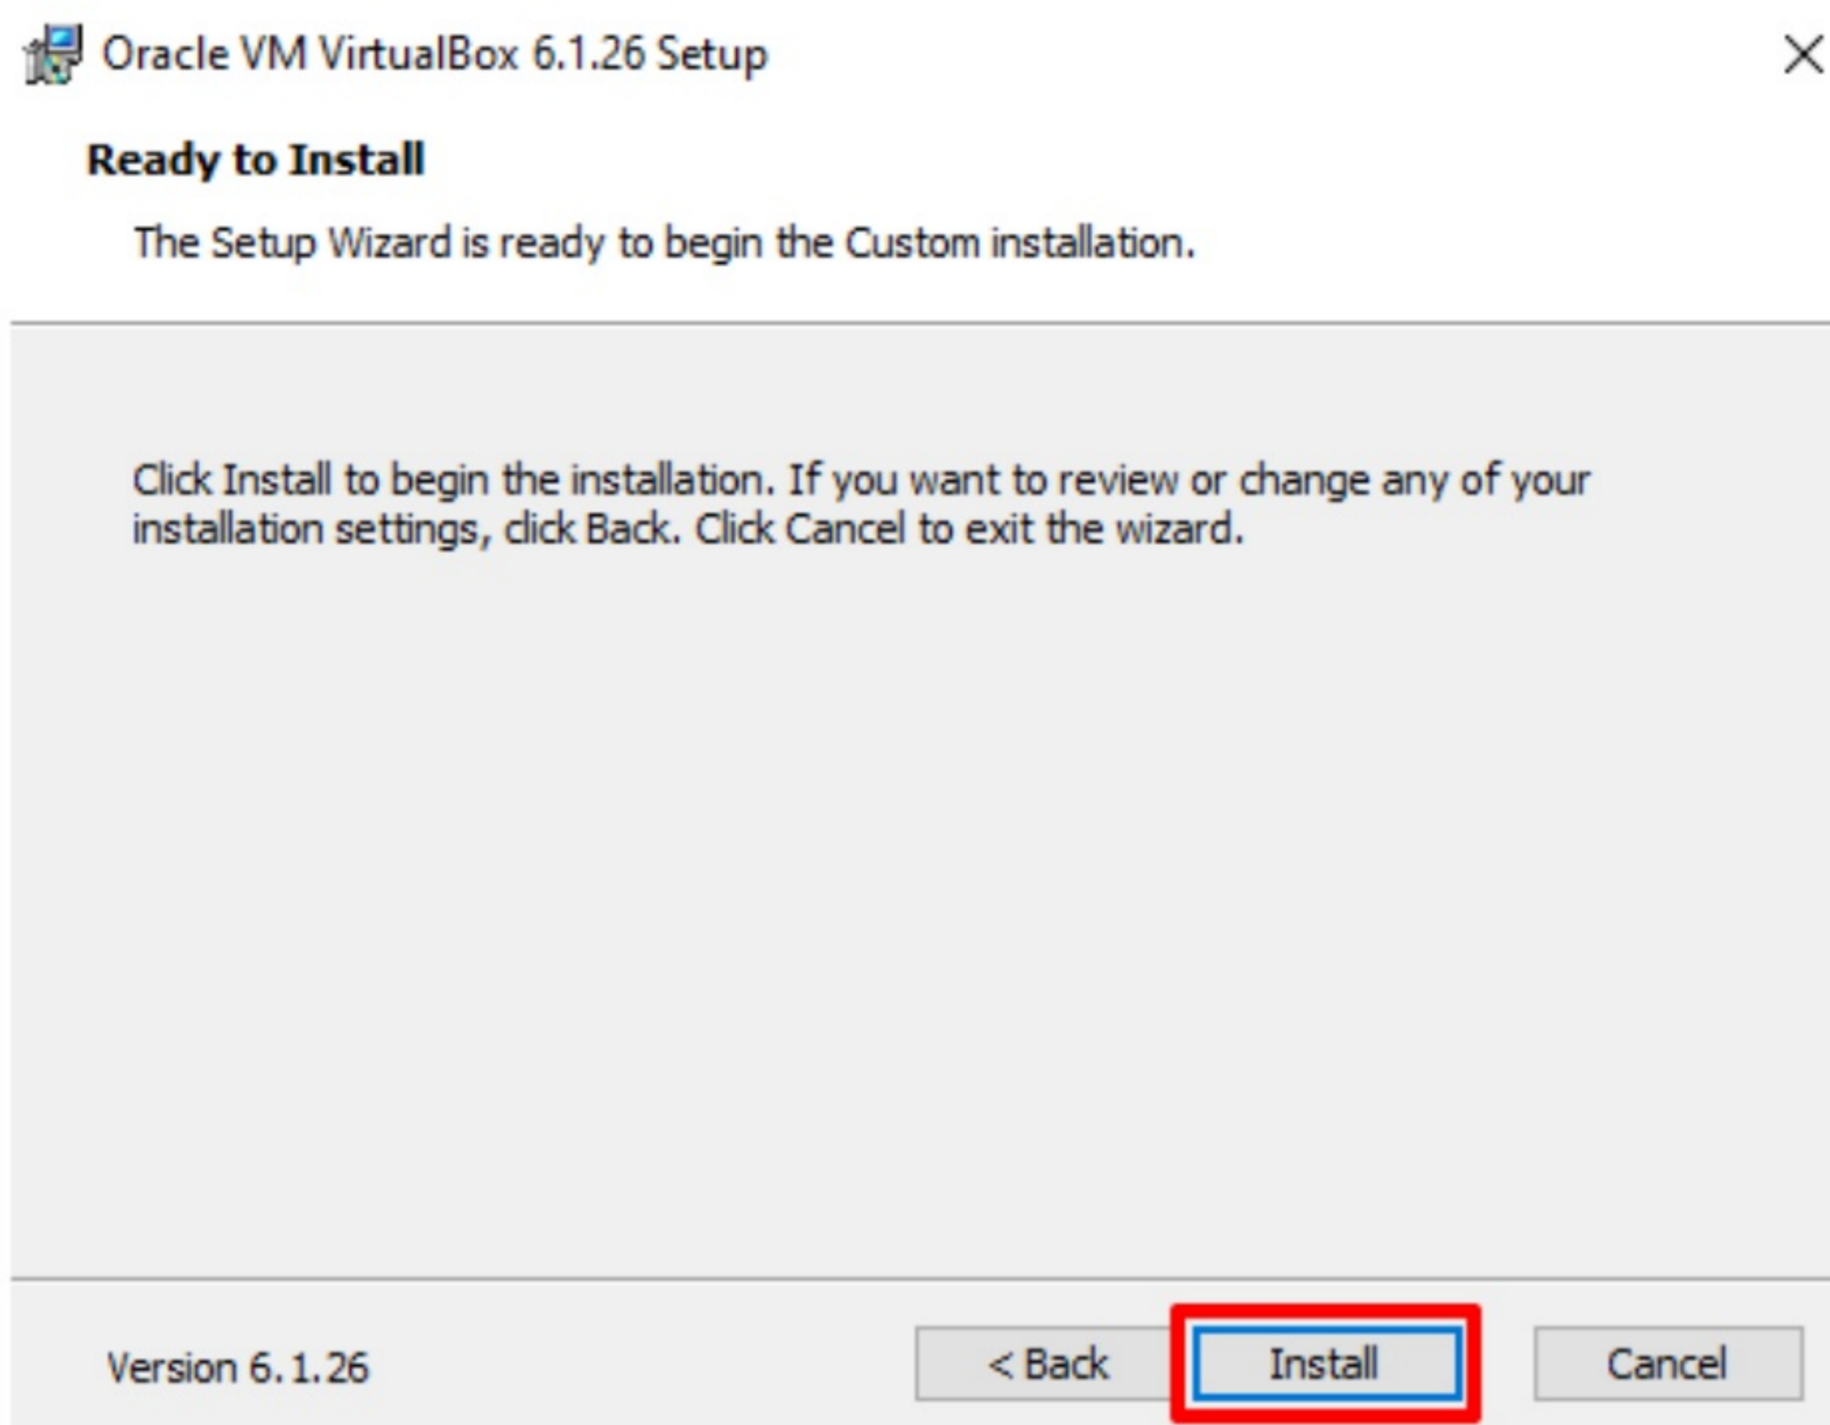 Oracle VM VirtualBox 6.1.26 Setup
Ready to Install
The Setup Wizard is ready to begin the Custom installation.
Click Install to begin the installation. If you want to review or change any of your
installation settings, click Back. Click Cancel to exit the wizard.
Version 6.1.26
< Back
Install
Cancel